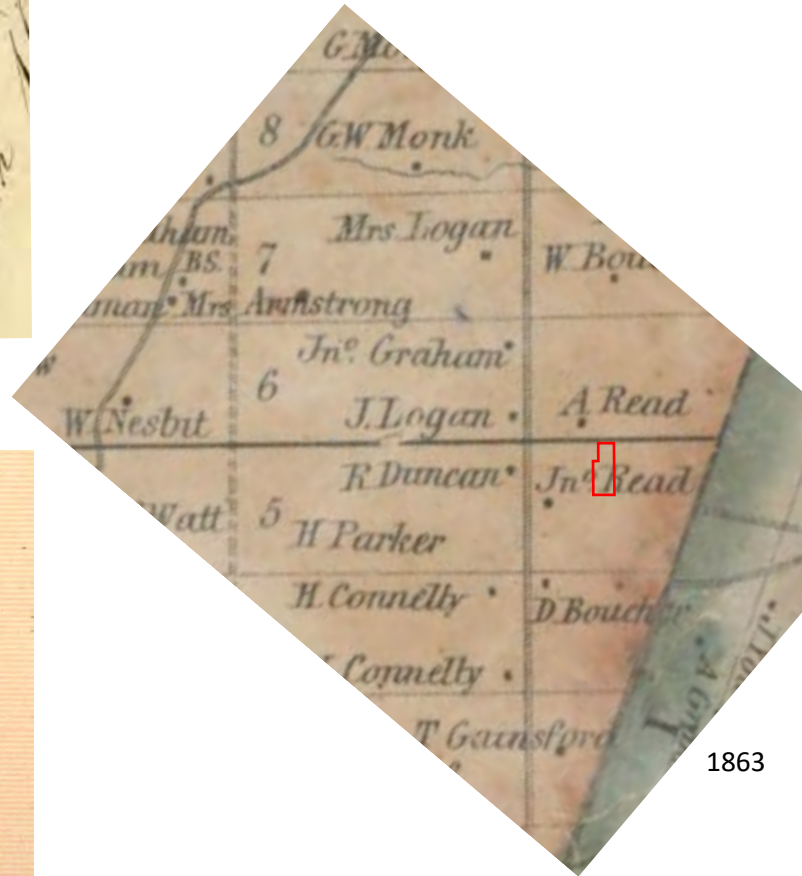 G.Mo
8 G.W Monk
Mrs Logan
W. Bou
7
BS.
Mrs Armstrong
Jnº. Graham
6
A Read
W. Nesbit
J. Logan
R Duncan
Jnº Read
Watt
5
H Parker
H. Connelly
D. Boucher
Connelly
T Gainsford
1863